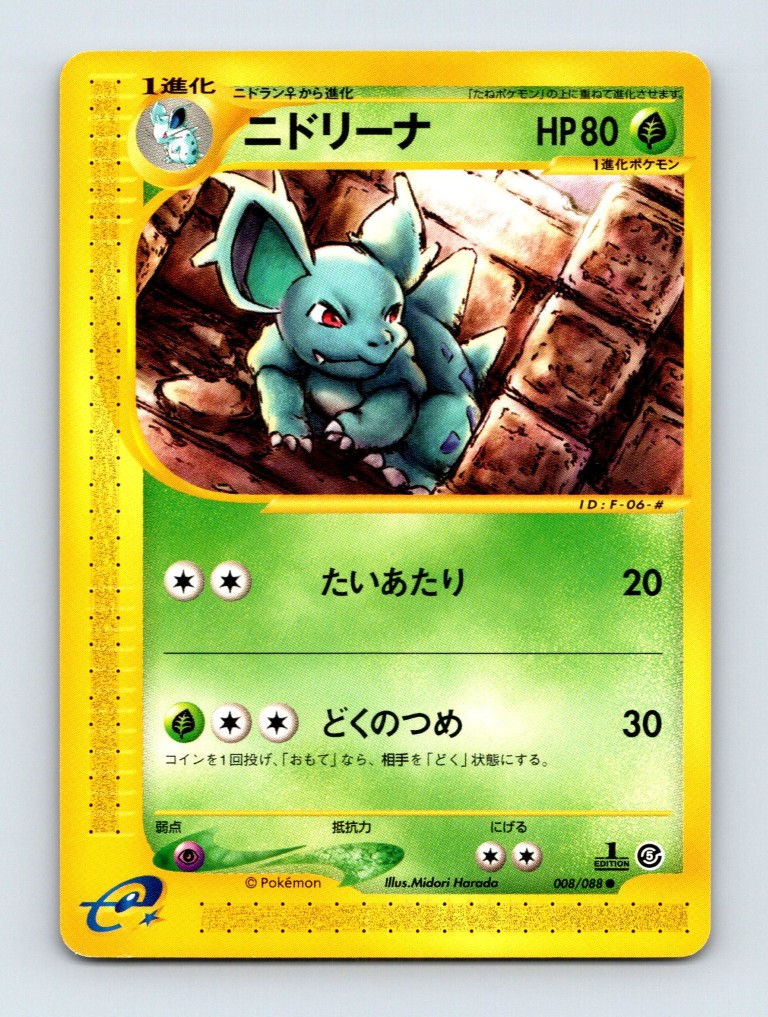 1進化
ニドラン♀から進化
「たねポケモン」の上に重ねて進化させます。
ニドリーナ
HP80
1進化ポケモン
ID:F-06-#
たいあたり 20
どくのつめ 30
コインを1回投げ、「おもて」なら、相手を「どく」状態にする。
弱点 抵抗力 にげる
1
EDITION
5
©Pokémon
Illus.Midori Harada
008/088●
e